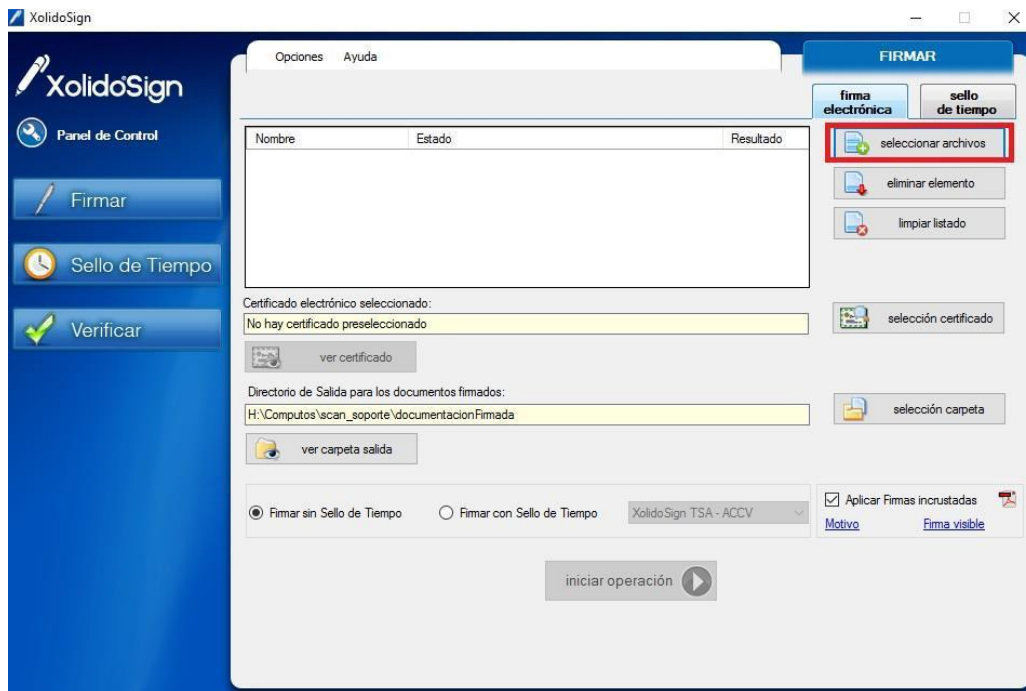 XolidoSign
XolidoSign
Panel de Control
Firmar
Sello de Tiempo
Verificar
Opciones Ayuda
FIRMAR
firma electrónica
sello de tiempo
Nombre Estado Resultado
seleccionar archivos
eliminar elemento
limpiar listado
Certificado electrónico seleccionado:
No hay certificado preseleccionado
selección certificado
ver certificado
Directorio de Salida para los documentos firmados:
H:\Computos\scan_soporte\documentacionFirmada
selección carpeta
ver carpeta salida
Firmar sin Sello de Tiempo Firmar con Sello de Tiempo XolidoSign TSA - ACCV
Aplicar Firmas incrustadas
Motivo Firma visible
iniciar operación